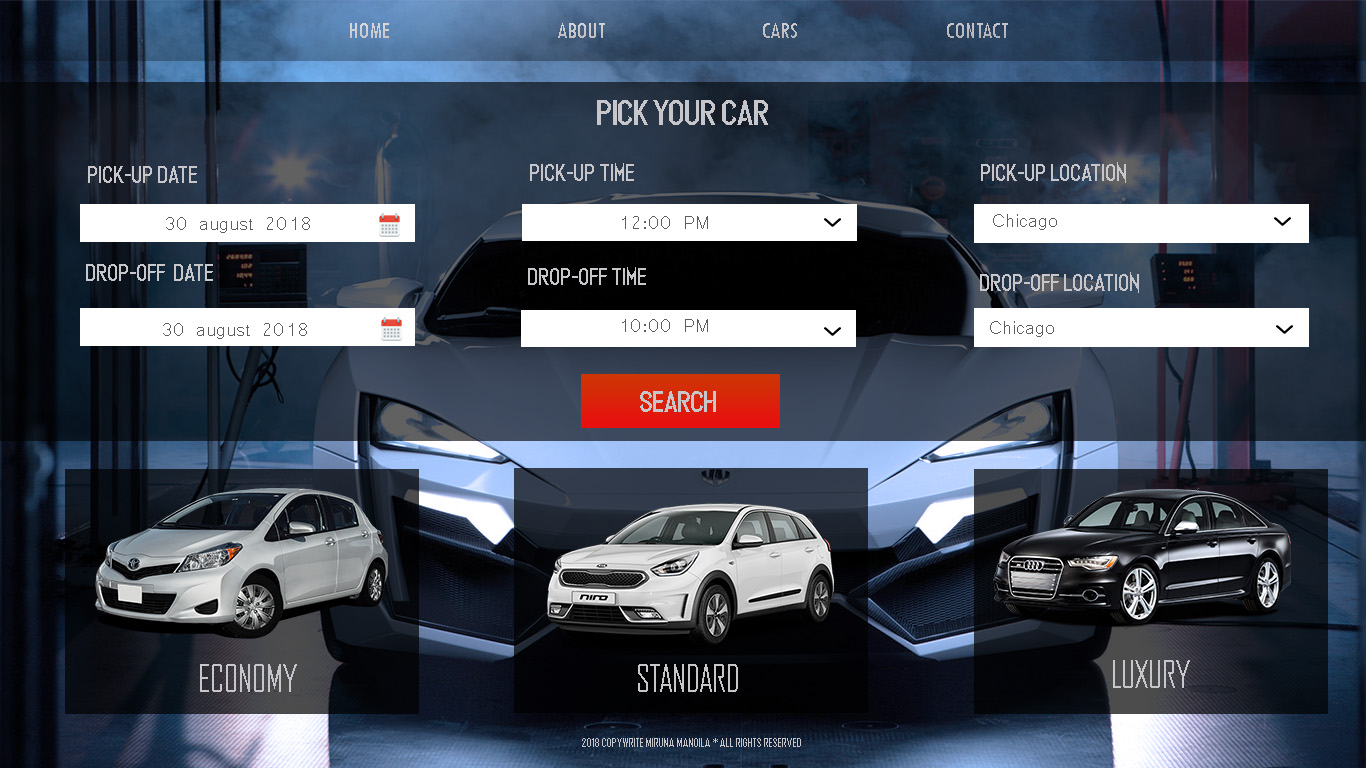 HOME ABOUT CARS CONTACT
PICK YOUR CAR
PICK-UP DATE PICK-UP TIME PICK-UP LOCATION
30 august 2018 12:00 PM Chicago
DROP-OFF DATE DROP-OFF TIME DROP-OFF LOCATION
30 august 2018 10:00 PM Chicago
SEARCH
niro
ECONOMY STANDARD LUXURY
2018 COPYWRITE MIRUNA MANOILA * ALL RIGHTS RESERVED